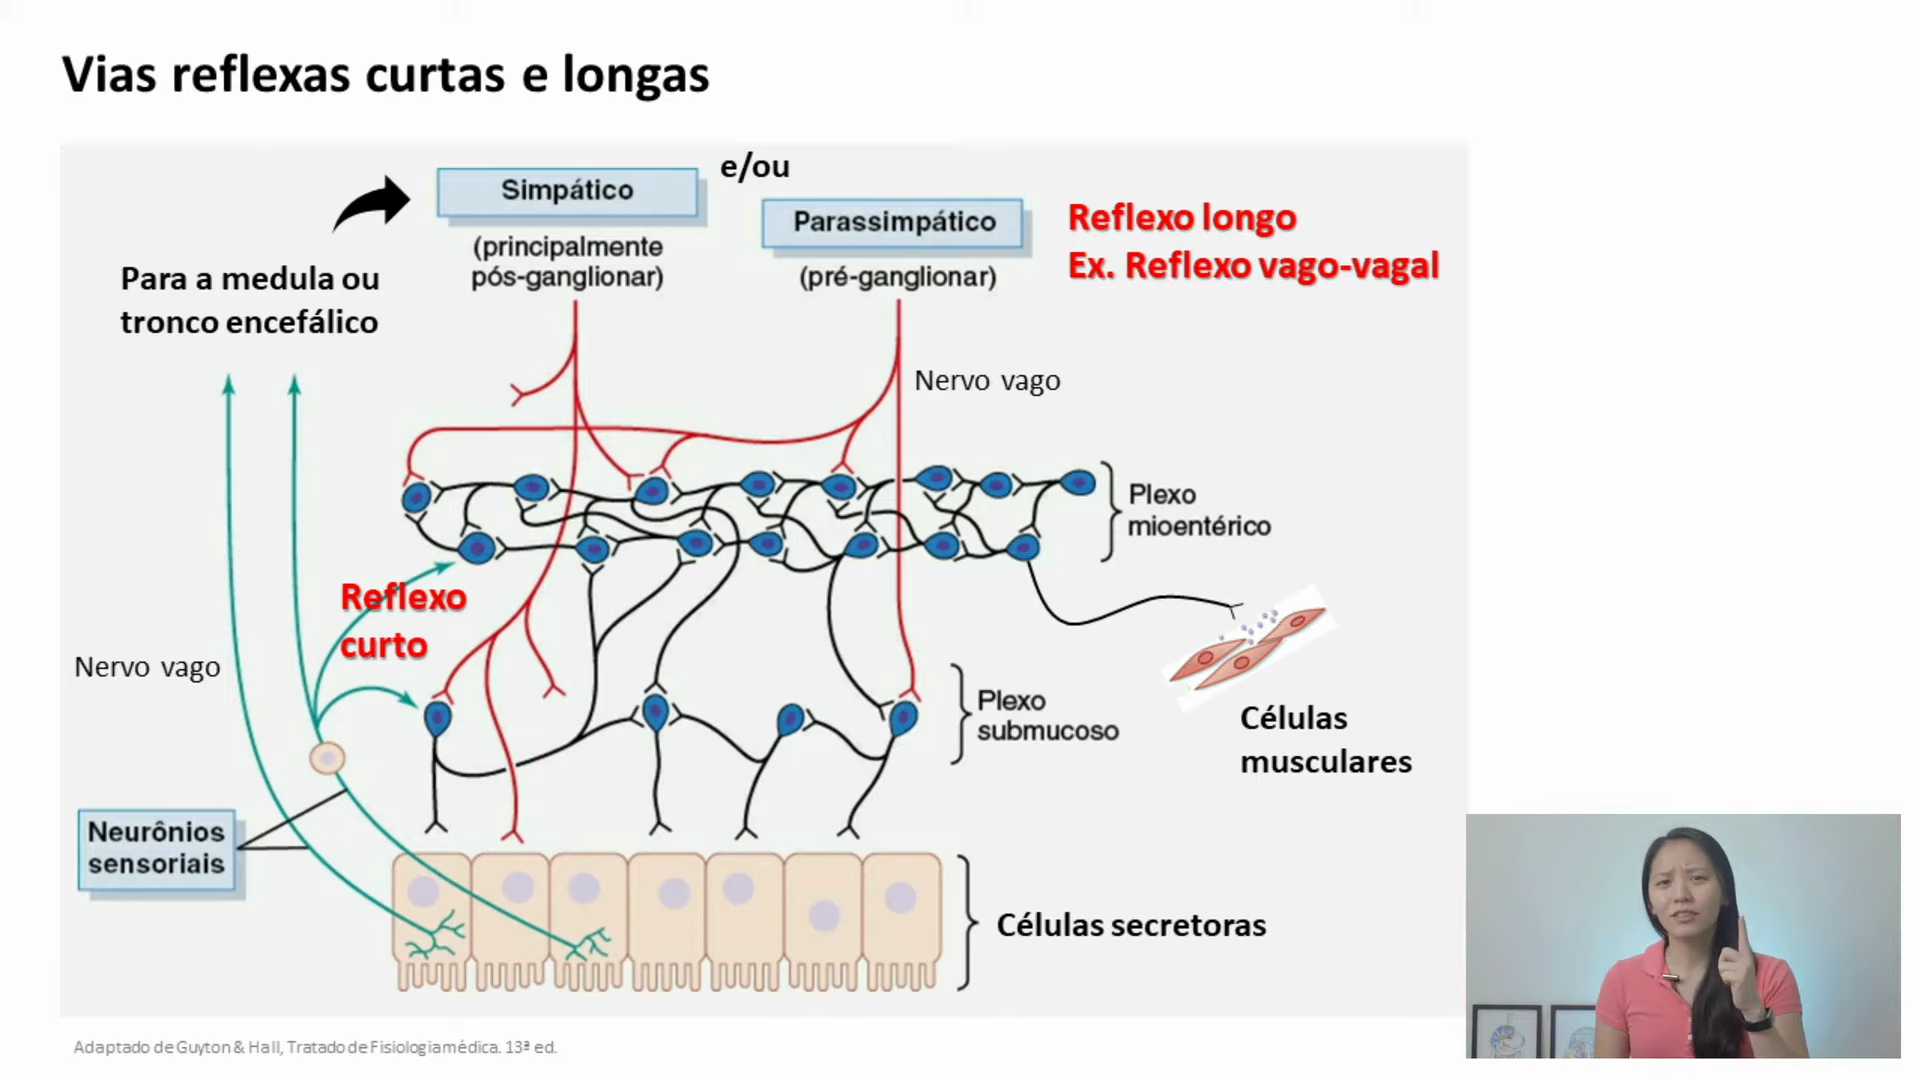 Vias reflexas curtas e longas
e/ou
Simpático
(principalmente
pós-ganglionar)
Parassimpático
(pré-ganglionar)
Reflexo longo
Ex. Reflexo vago-vagal
Para a medula ou
tronco encefálico
Nervo vago
Plexo
mioentérico
Reflexo
curto
Nervo vago
Plexo
submucoso
Células
musculares
Neurônios
sensoriais
Células secretoras
Adaptado de Guyton & Hall, Tratado de Fisiologia médica. 13ª ed.